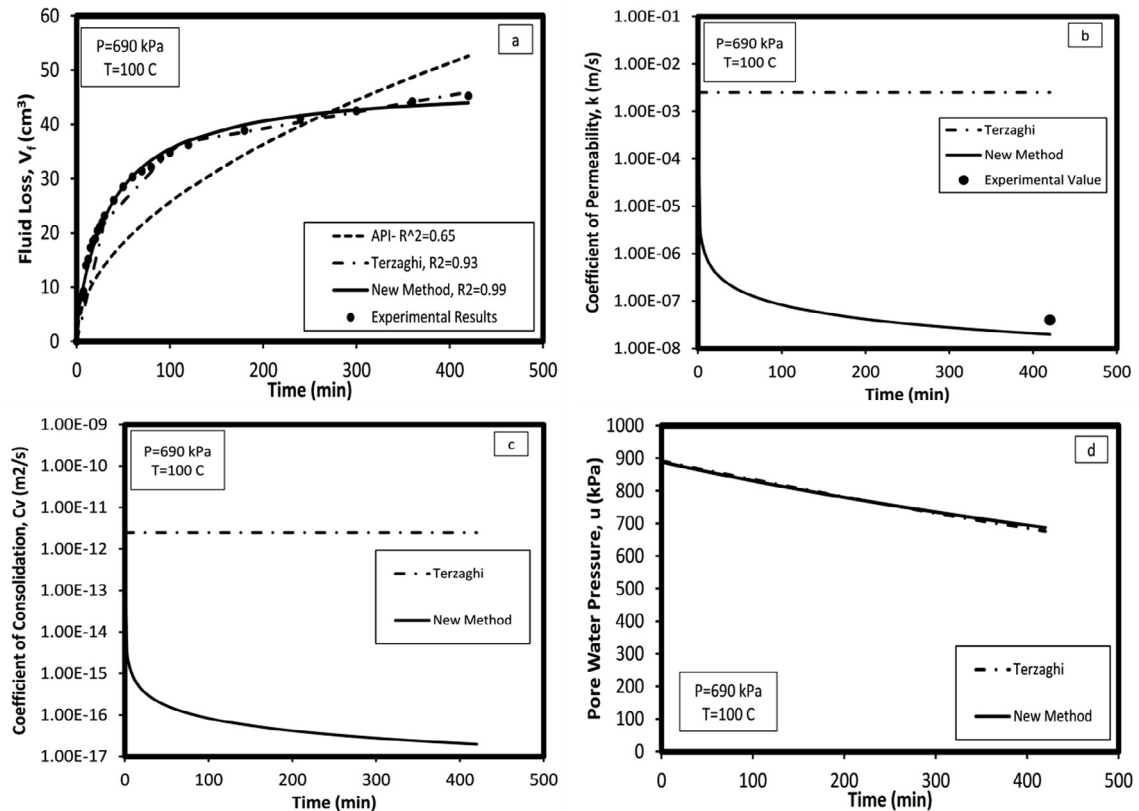 60
50
40
30
20
10
0
0
100
200
300
400
500
Fluid Loss, Vf (cm³)
Time (min)
P=690 kPa
T=100 C
a
API- R^2=0.65
Terzaghi, R2=0.93
New Method, R2=0.99
Experimental Results
1.00E-01
1.00E-02
1.00E-03
1.00E-04
1.00E-05
1.00E-06
1.00E-07
1.00E-08
0
100
200
300
400
500
Coefficient of Permeability, k (m/s)
Time (min)
P=690 kPa
T=100 C
b
Terzaghi
New Method
Experimental Value
1.00E-09
1.00E-10
1.00E-11
1.00E-12
1.00E-13
1.00E-14
1.00E-15
1.00E-16
1.00E-17
0
100
200
300
400
500
Coefficient of Consolidation, Cv (m2/s)
Time (min)
P=690 kPa
T=100 C
c
Terzaghi
New Method
1000
900
800
700
600
500
400
300
200
100
0
0
100
200
300
400
500
Pore Water Pressure, u (kPa)
Time (min)
d
P=690 kPa
T=100 C
Terzaghi
New Method